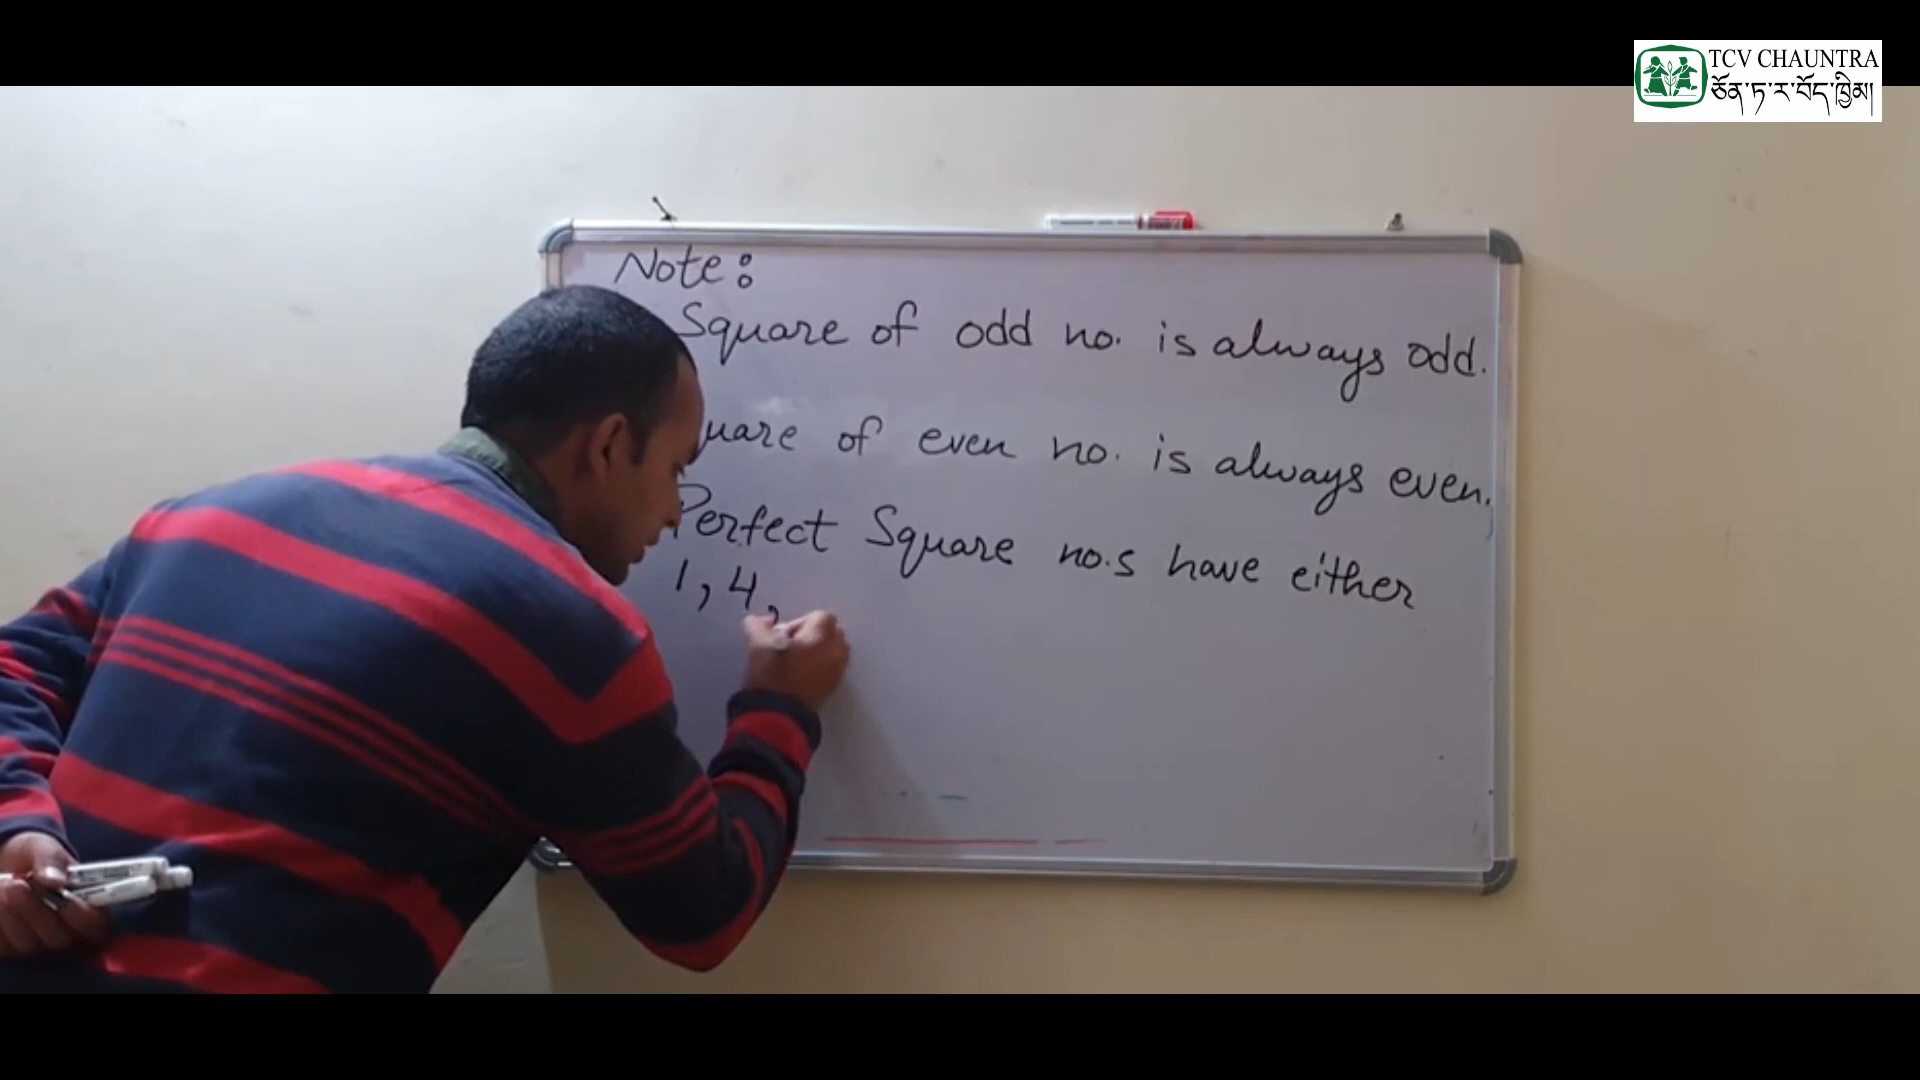 TCV CHAUNTRA
ཅོན་ཏ་ར་བོད་ཁྱིམ།
Note:
Square of odd no. is always odd.
uare of even no. is always even.
Perfect Square no.s have either
1, 4,